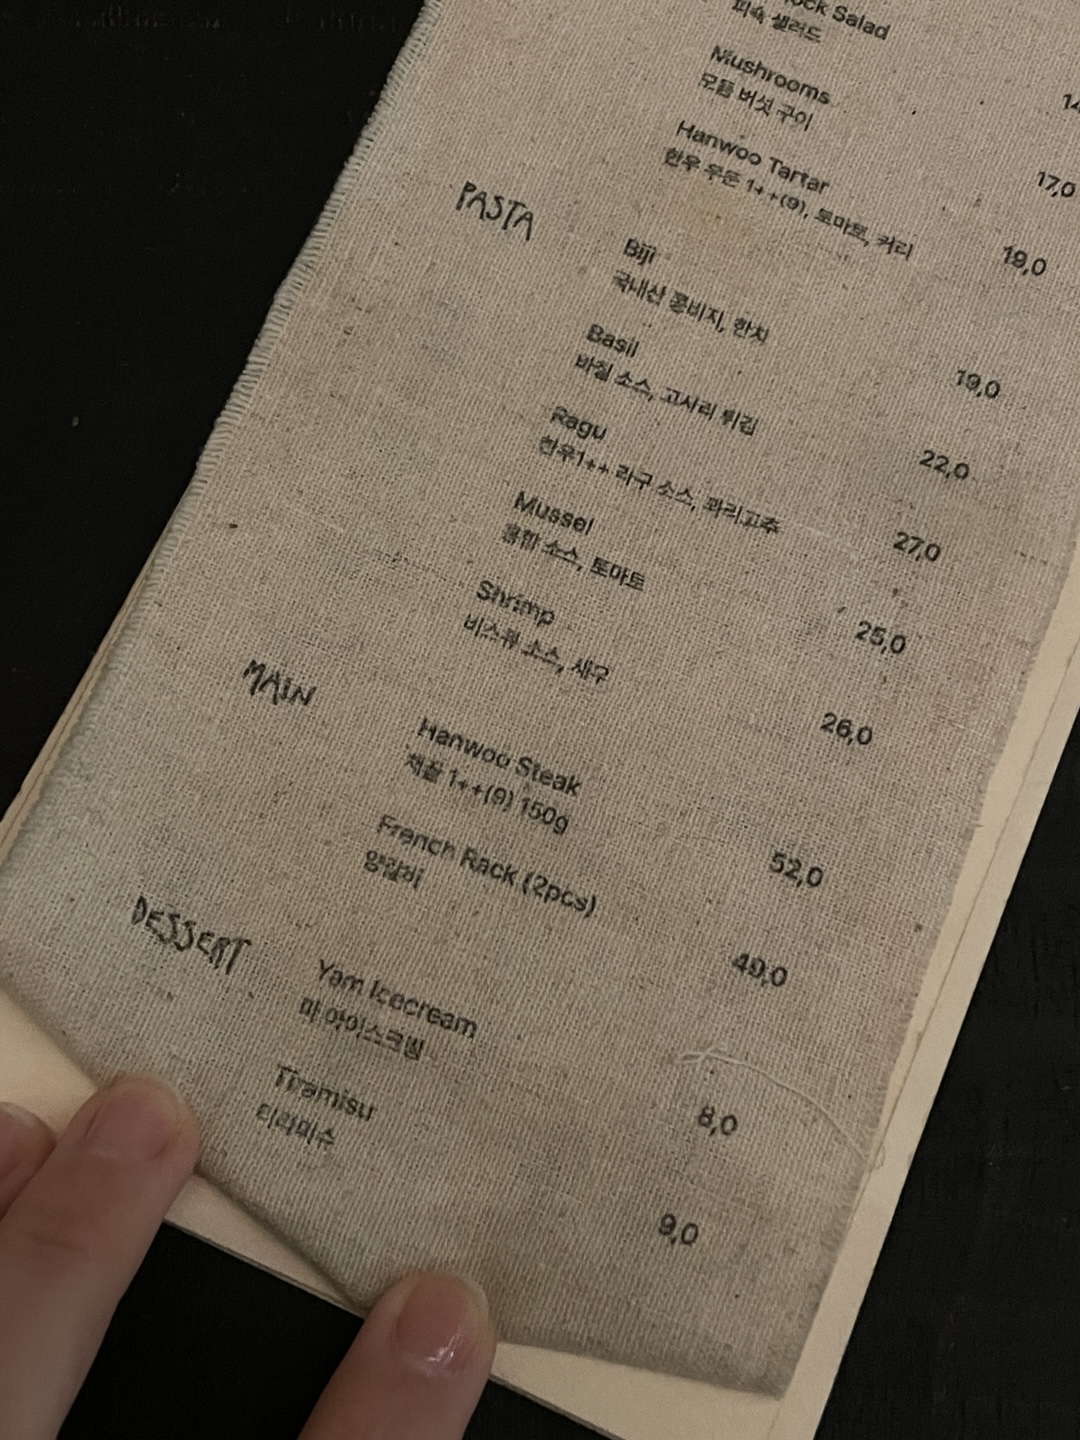 ock Salad
피속 샐러드
14
Mushrooms
모듬 버섯 구이
17,0
Hanwoo Tartar
한우 우둔 1++(9), 토마토, 커리
19,0
PASTA
Biji
국내산 콩비지, 한치
19,0
Basil
바질 소스, 고사리 튀김
22,0
Ragu
한우1++ 라구 소스, 꽈리고추
27,0
Mussel
홍합 소스, 토마토
25,0
Shrimp
비스큐 소스, 새우
26,0
MAIN
Hanwoo Steak
채끝 1++(9) 150g
52,0
French Rack (2pcs)
양갈비
49,0
DESSERT
Yam Icecream
마 아이스크림
8,0
Tiramisu
티라미수
9,0